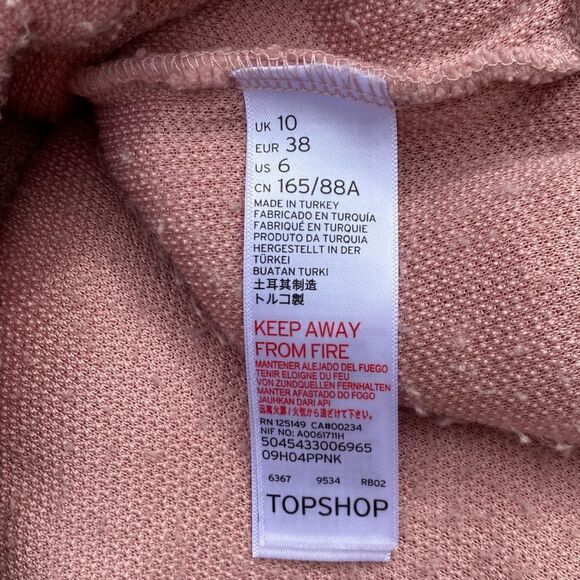 UK 10
EUR 38
US 6
CN 165/88A
MADE IN TURKEY
FABRICADO EN TURQUÍA
FABRIQUÉ EN TURQUIE
PRODUTO DA TURQUIA
HERGESTELLT IN DER
TÜRKEI
BUATAN TURKI
土耳其制造
トルコ製
KEEP AWAY
FROM FIRE
MANTENER ALEJADO DEL FUEGO
TENIR ELOIGNE DU FEU
VON ZUNDQUELLEN FERNHALTEN
MANTER AFASTADO DO FOGO
JAUHKAN DARI API
远离火源!火気から遠ざけて下さい。
RN 125149 CA#00234
NIF NO: A0061711H
5045433006965
09H04PPNK
6367 9534 RB02
TOPSHOP